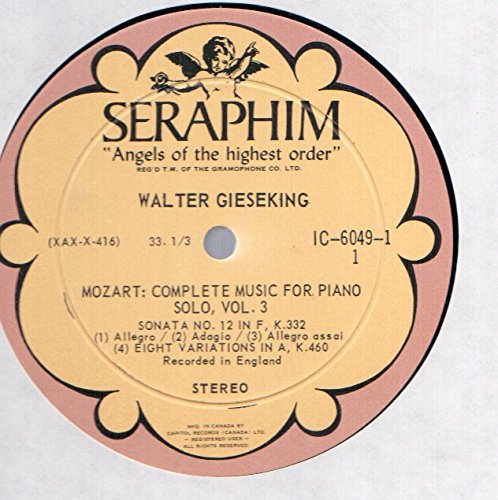 SERAPHIM
"Angels of the highest order"
REG'D T.M. OF THE GRAMOPHONE CO. LTD.
WALTER GIESEKING
(XAX-X-416) 33. 1/3 IC-6049-1
1
MOZART: COMPLETE MUSIC FOR PIANO
SOLO, VOL. 3
SONATA NO. 12 IN F, K.332
(1) Allegro / (2) Adagio / (3) Allegro assai
(4) EIGHT VARIATIONS IN A, K.460
Recorded in England
STEREO
MFD. IN CANADA BY
CAPITOL RECORDS (CANADA) LTD.
- REGISTERED USER -
ALL RIGHTS RESERVED.